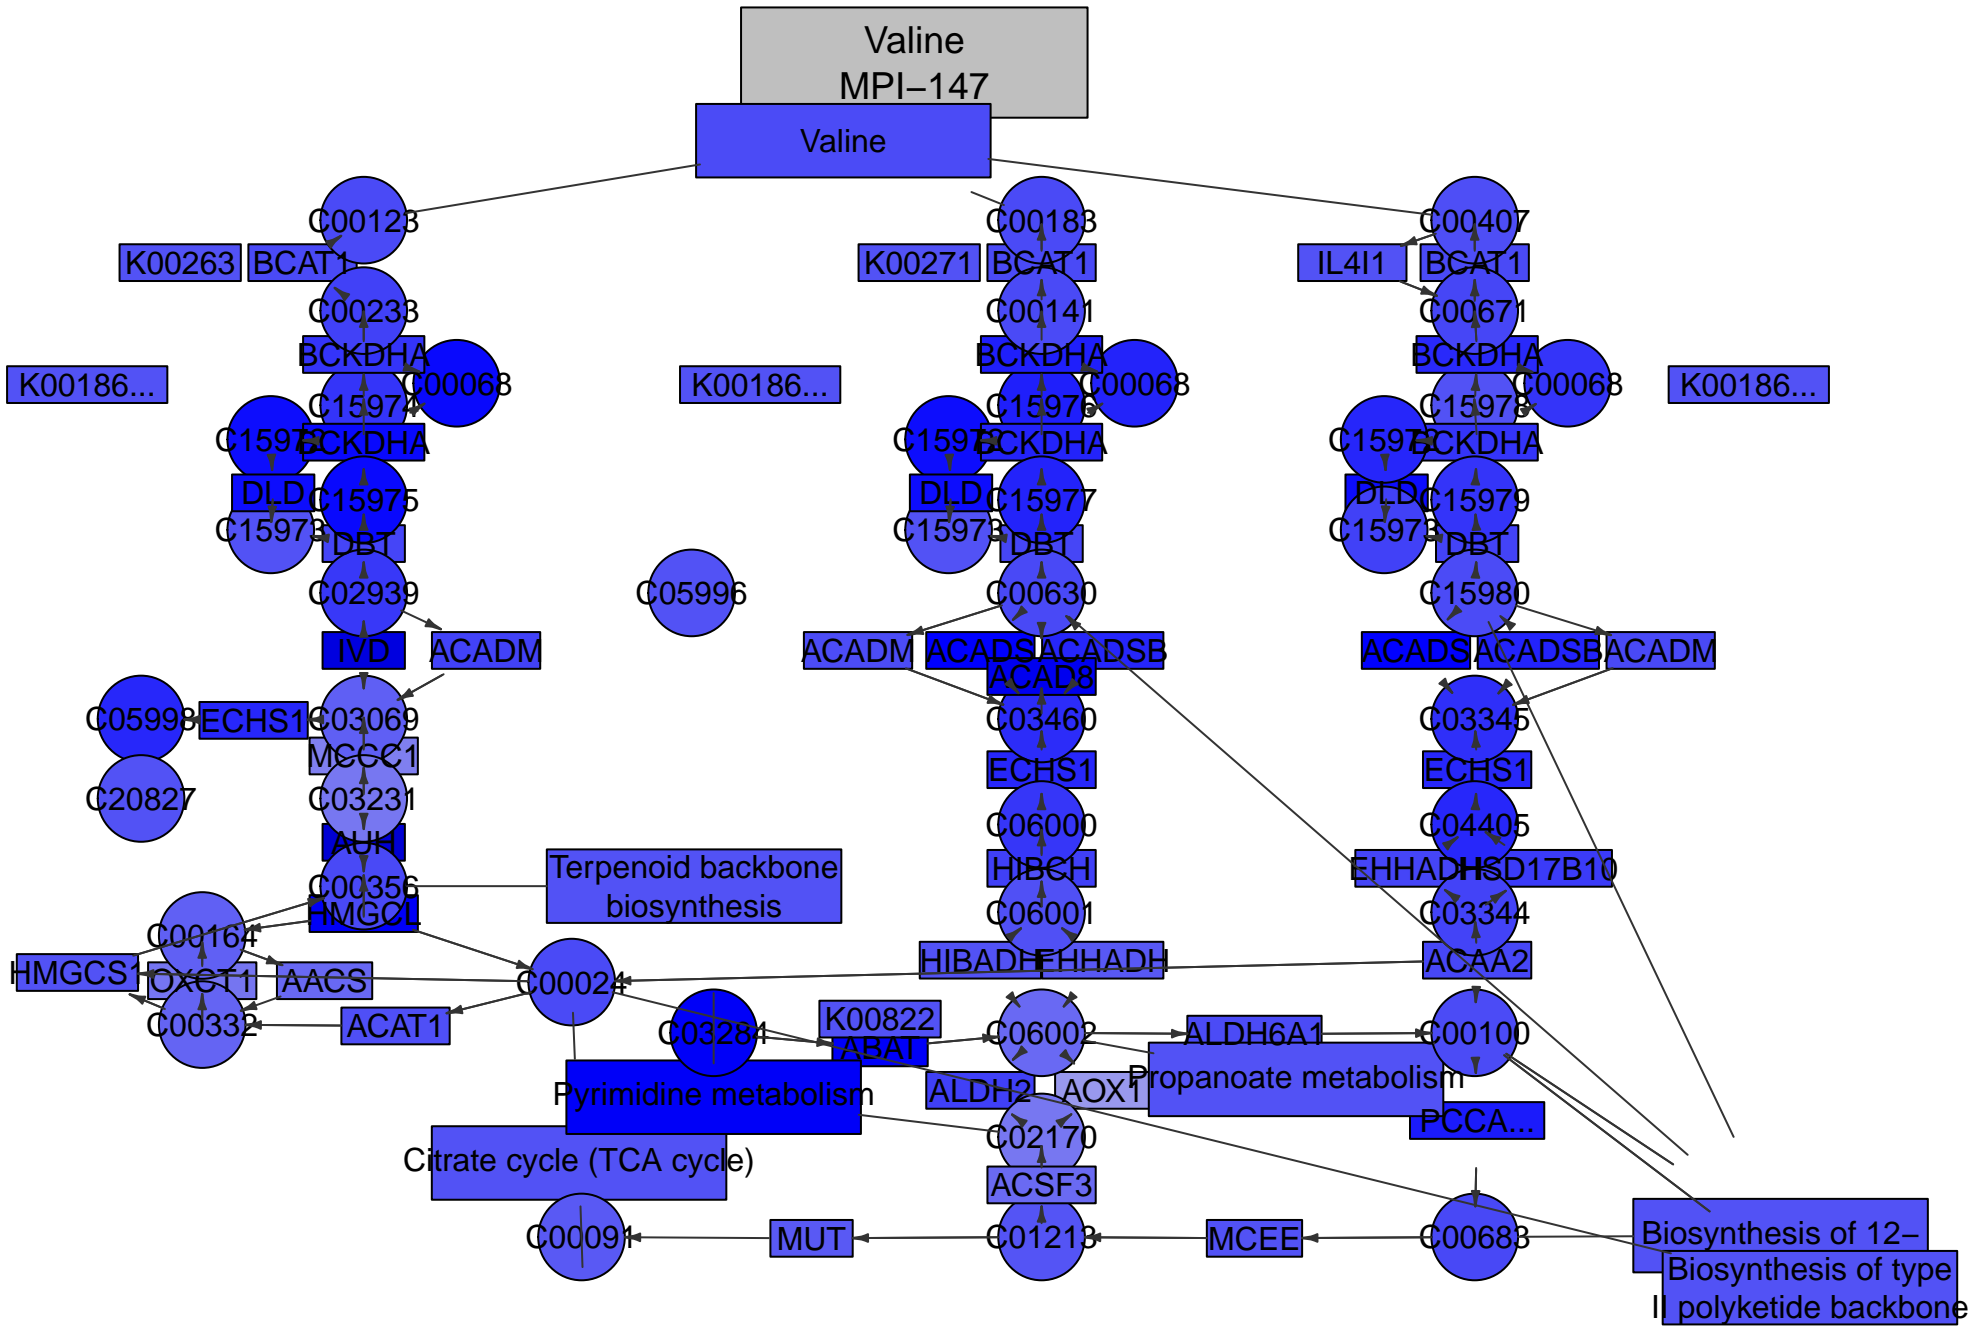 Valine
MPI−147
Valine
C00123
C00183
C00407
K00263
BCAT1
K00271
BCAT1
IL4I1
BCAT1
C00233
C00141
C00671
BCKDHA
BCKDHA
BCKDHA
K00186...
C00068
K00186...
C00068
C00068
K00186...
C15974
C15976
C15978
C15972
BCKDHA
C15972
BCKDHA
C15972
BCKDHA
DLD
C15975
DLD
C15977
DLD
C15979
C15973
DBT
C15973
DBT
C15973
DBT
C02939
C05996
C00630
C15980
IVD
ACADM
ACADM
ACADS
ACADSB
ACADS
ACADSB
ACADM
ACAD8
C05998
ECHS1
C03069
C03460
C03345
MCCC1
ECHS1
ECHS1
C20827
C03231
C06000
C04405
AUH
HIBCH
EHHADH
HSD17B10
Terpenoid backbone
biosynthesis
C00356
HMGCL
C06001
C03344
C00164
HMGCS1
OXCT1
AACS
C00024
HIBADH
EHHADH
ACAA2
C00332
ACAT1
C03284
K00822
ABAT
C06002
ALDH6A1
C00100
Pyrimidine metabolism
ALDH2
AOX1
Propanoate metabolism
PCCA...
C02170
Citrate cycle (TCA cycle)
ACSF3
C00091
MUT
C01213
MCEE
C00683
Biosynthesis of 12−
Biosynthesis of type
II polyketide backbone